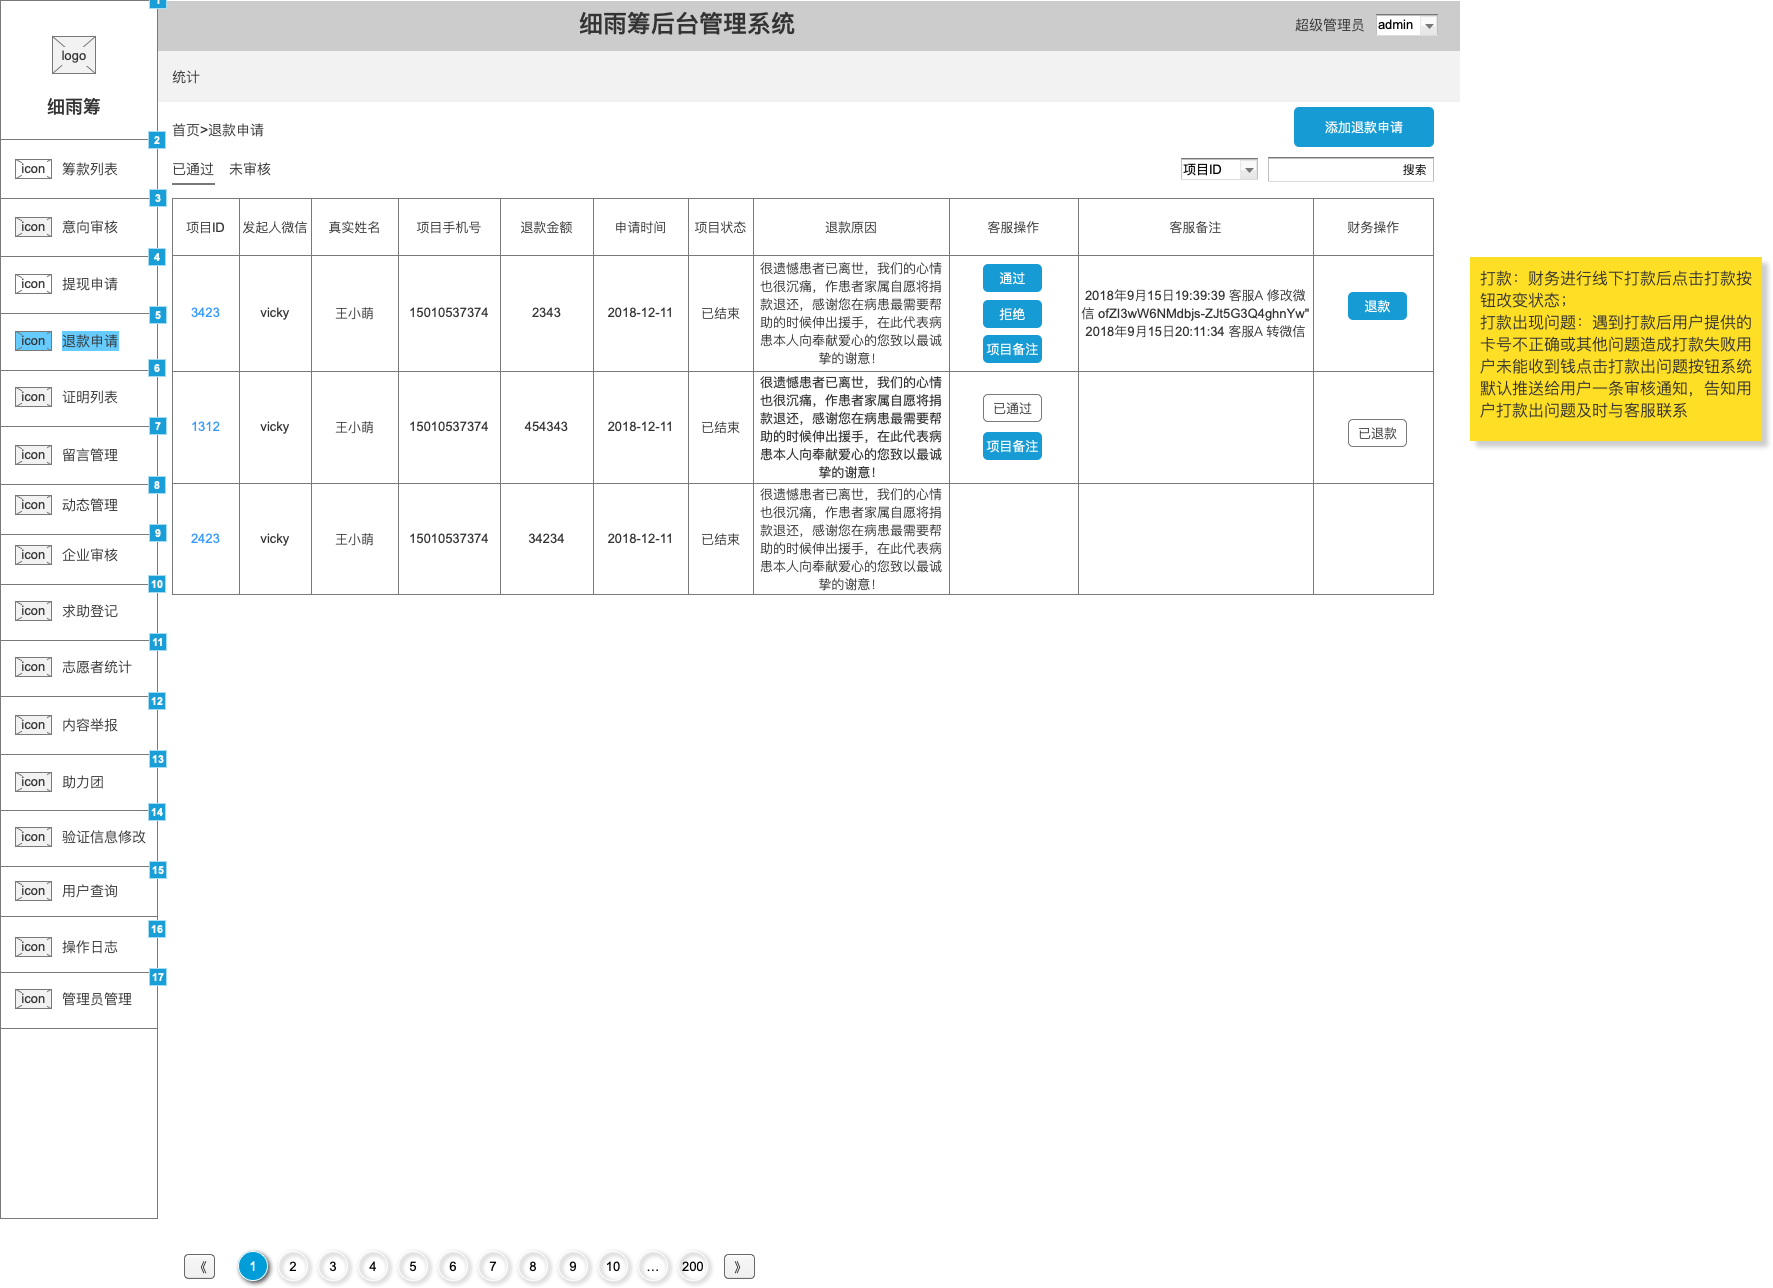 细雨筹后台管理系统
超级管理员 admin
logo
细雨筹
统计
首页>退款申请
添加退款申请
已通过 未审核
项目ID
搜索
1
2
icon 筹款列表
3
icon 意向审核
4
icon 提现申请
5
icon 退款申请
6
icon 证明列表
7
icon 留言管理
8
icon 动态管理
9
icon 企业审核
10
icon 求助登记
11
icon 志愿者统计
12
icon 内容举报
13
icon 助力团
14
icon 验证信息修改
15
icon 用户查询
16
icon 操作日志
17
icon 管理员管理
项目ID 发起人微信 真实姓名 项目手机号 退款金额 申请时间 项目状态 退款原因 客服操作 客服备注 财务操作
3423 vicky 王小萌 15010537374 2343 2018-12-11 已结束
很遗憾患者已离世，我们的心情
也很沉痛，作患者家属自愿将捐
款退还，感谢您在病患最需要帮
助的时候伸出援手，在此代表病
患本人向奉献爱心的您致以最诚
挚的谢意！
通过
拒绝
项目备注
2018年9月15日19:39:39 客服A 修改微
信 ofZI3wW6NMdbjs-ZJt5G3Q4ghnYw"
2018年9月15日20:11:34 客服A 转微信
退款
1312 vicky 王小萌 15010537374 454343 2018-12-11 已结束
很遗憾患者已离世，我们的心情
也很沉痛，作患者家属自愿将捐
款退还，感谢您在病患最需要帮
助的时候伸出援手，在此代表病
患本人向奉献爱心的您致以最诚
挚的谢意！
已通过
项目备注
已退款
2423 vicky 王小萌 15010537374 34234 2018-12-11 已结束
很遗憾患者已离世，我们的心情
也很沉痛，作患者家属自愿将捐
款退还，感谢您在病患最需要帮
助的时候伸出援手，在此代表病
患本人向奉献爱心的您致以最诚
挚的谢意！
打款：财务进行线下打款后点击打款按
钮改变状态；
打款出现问题：遇到打款后用户提供的
卡号不正确或其他问题造成打款失败用
户未能收到钱点击打款出问题按钮系统
默认推送给用户一条审核通知，告知用
户打款出问题及时与客服联系
《 1 2 3 4 5 6 7 8 9 10 … 200 》